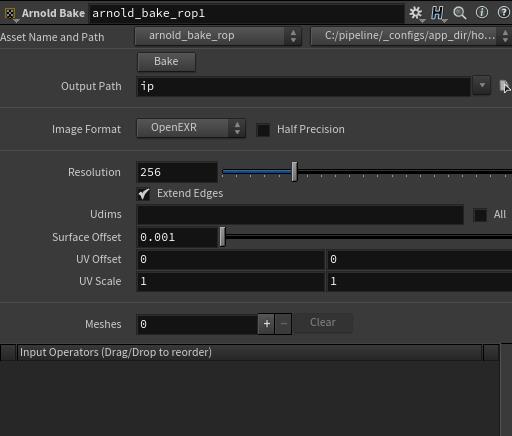 Arnold Bake arnold_bake_rop1
Asset Name and Path arnold_bake_rop C:/pipeline/_configs/app_dir/ho...
Bake
Output Path ip
Image Format OpenEXR Half Precision
Resolution 256
Extend Edges
Udims All
Surface Offset 0.001
UV Offset 0 0
UV Scale 1 1
Meshes 0 + − Clear
Input Operators (Drag/Drop to reorder)